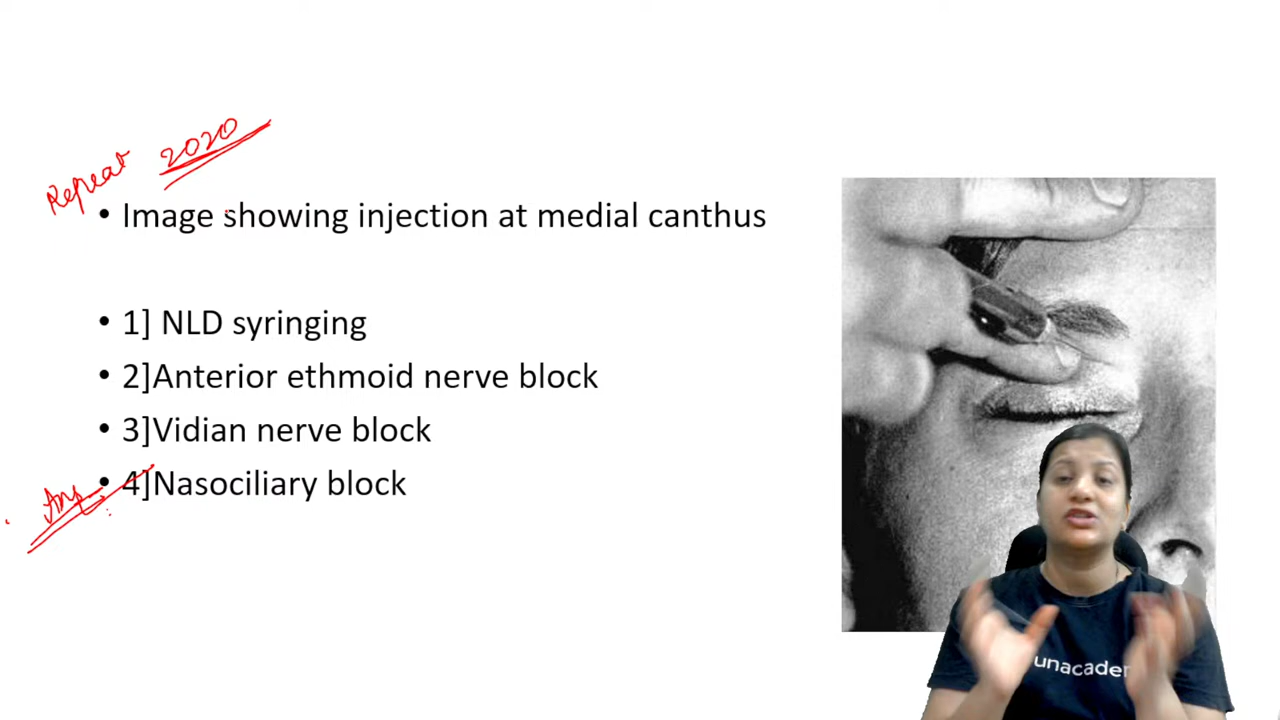 Repeat 2020
• Image showing injection at medial canthus
• 1] NLD syringing
• 2]Anterior ethmoid nerve block
• 3]Vidian nerve block
Ans • 4]Nasociliary block
unacadem